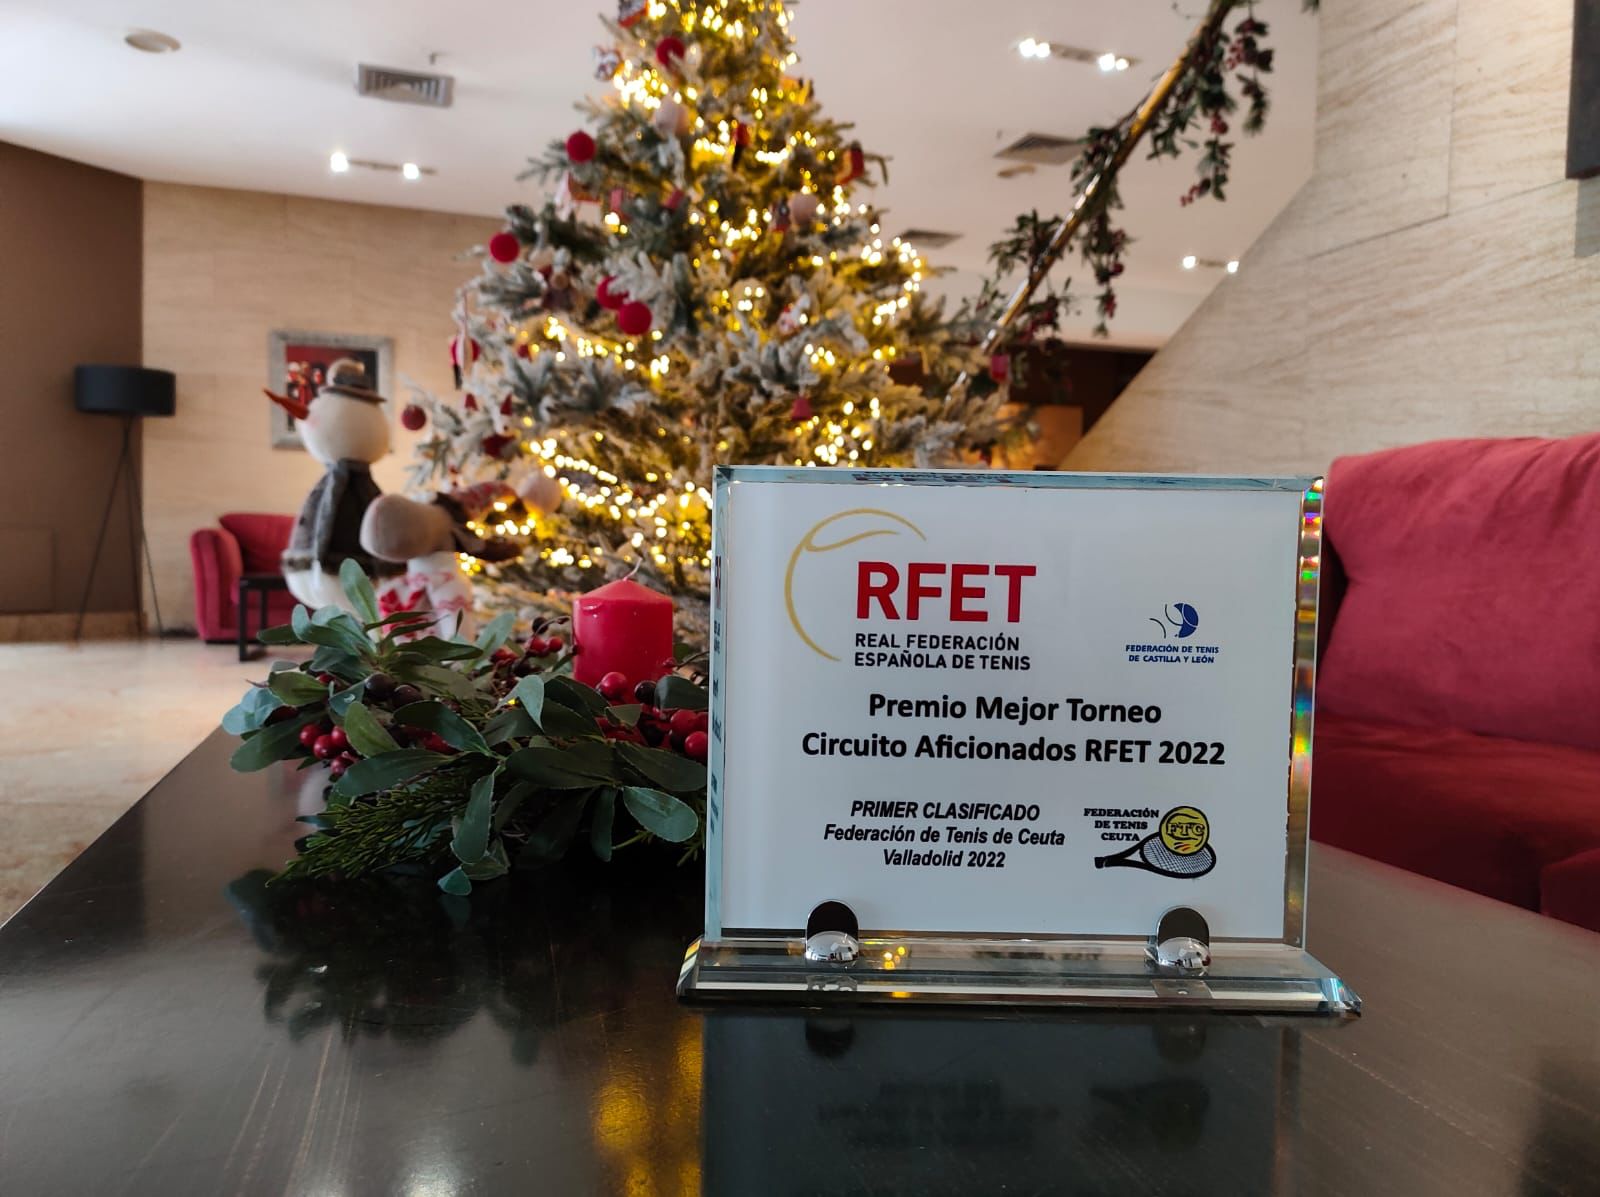 RFET
REAL FEDERACIÓN
ESPAÑOLA DE TENIS
FEDERACIÓN DE TENIS
DE CASTILLA Y LEÓN
Premio Mejor Torneo
Circuito Aficionados RFET 2022
PRIMER CLASIFICADO
Federación de Tenis de Ceuta
Valladolid 2022
FEDERACIÓN
DE TENIS
CEUTA
FTC